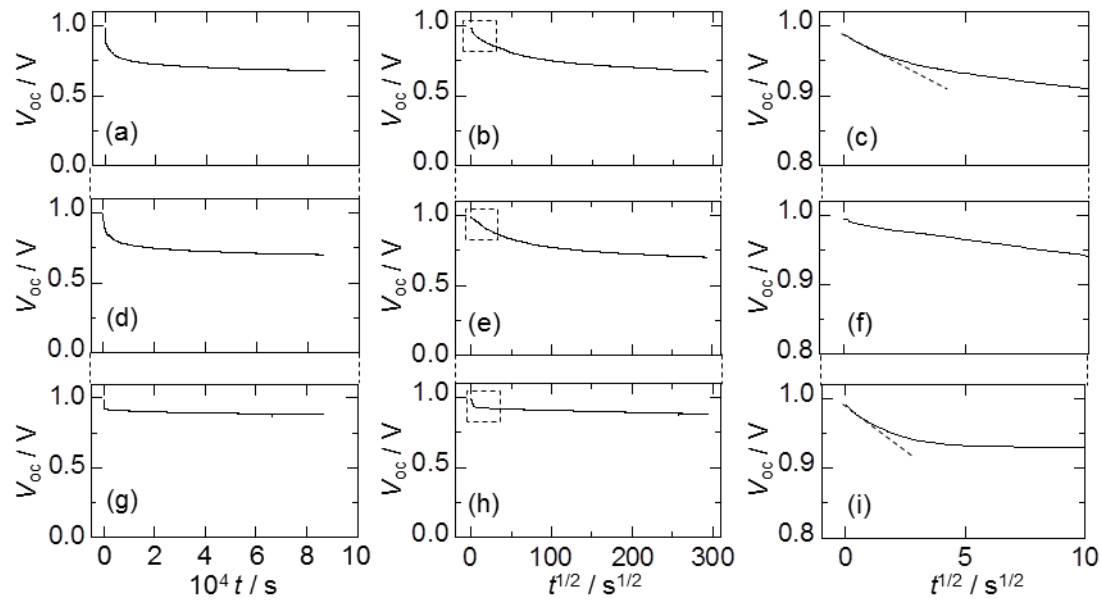 1.0
0.5
0.0
V_oc / V
(a)
1.0
0.5
0.0
V_oc / V
(b)
1.0
0.9
0.8
V_oc / V
(c)
1.0
0.5
0.0
V_oc / V
(d)
1.0
0.5
0.0
V_oc / V
(e)
1.0
0.9
0.8
V_oc / V
(f)
1.0
0.5
0.0
V_oc / V
(g)
0 2 4 6 8 10
10⁴ t / s
1.0
0.5
0.0
V_oc / V
(h)
0 100 200 300
t^1/2 / s^1/2
1.0
0.9
0.8
V_oc / V
(i)
0 5 10
t^1/2 / s^1/2